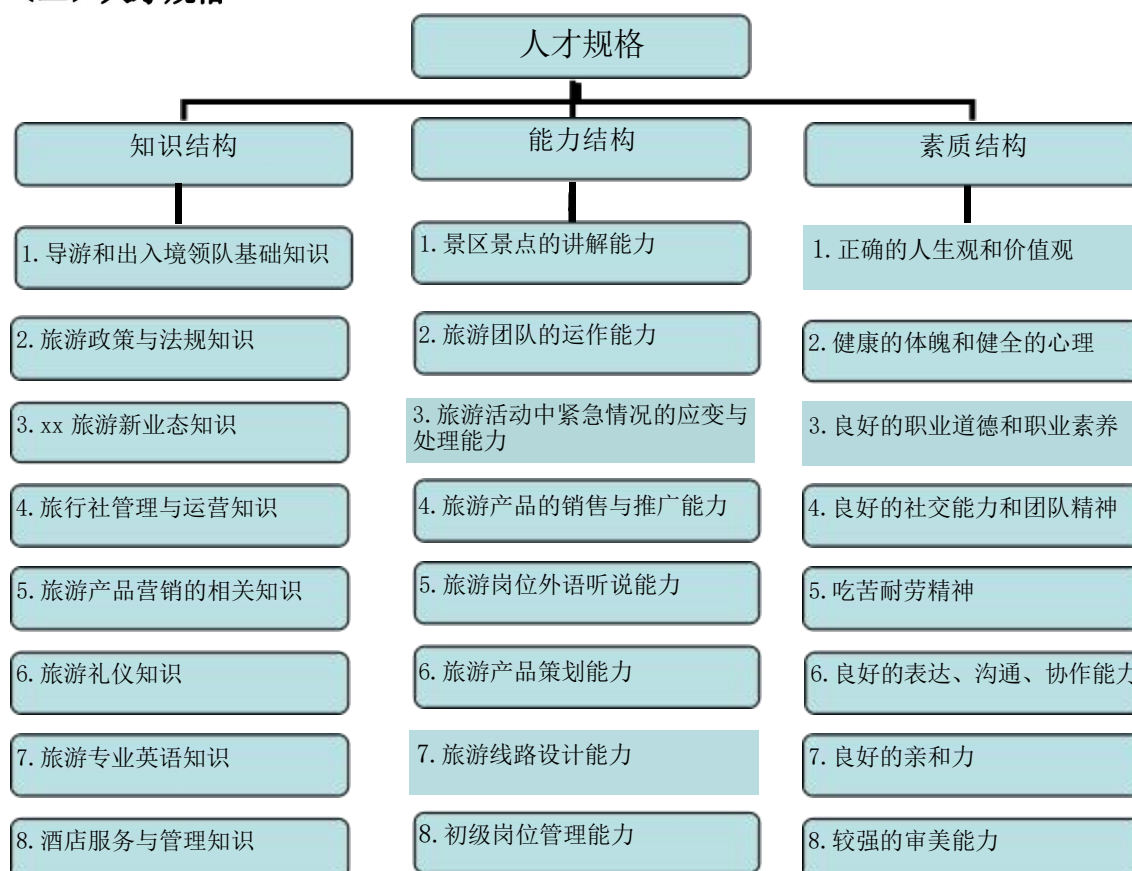 人才规格
知识结构
能力结构
素质结构
1. 导游和出入境领队基础知识
2. 旅游政策与法规知识
3. xx 旅游新业态知识
4. 旅行社管理与运营知识
5. 旅游产品营销的相关知识
6. 旅游礼仪知识
7. 旅游专业英语知识
8. 酒店服务与管理知识
1. 景区景点的讲解能力
2. 旅游团队的运作能力
3. 旅游活动中紧急情况的应变与
处理能力
4. 旅游产品的销售与推广能力
5. 旅游岗位外语听说能力
6. 旅游产品策划能力
7. 旅游线路设计能力
8. 初级岗位管理能力
1. 正确的人生观和价值观
2. 健康的体魄和健全的心理
3. 良好的职业道德和职业素养
4. 良好的社交能力和团队精神
5. 吃苦耐劳精神
6. 良好的表达、沟通、协作能力
7. 良好的亲和力
8. 较强的审美能力